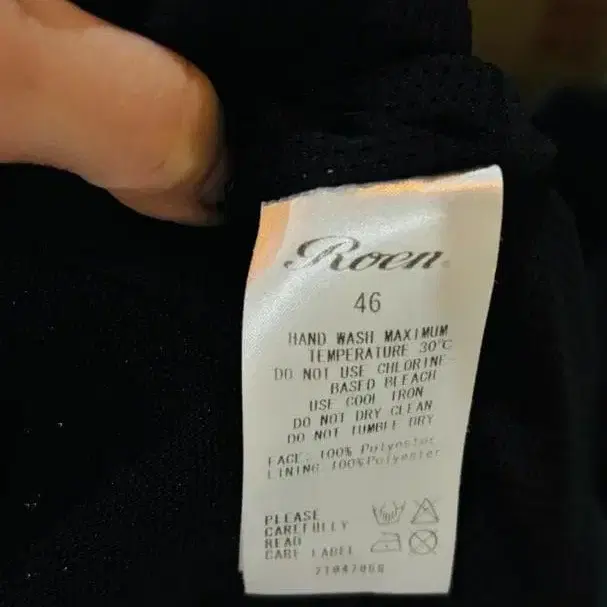 Roen
46
HAND WASH MAXIMUM
TEMPERATURE 30°C
DO NOT USE CHLORINE-
BASED BLEACH
USE COOL IRON
DO NOT DRY CLEAN
DO NOT TUMBLE DRY
FACE: 100% Polyester
LINING 100%Polyester
PLEASE
CAREFULLY
READ
CARE LABEL